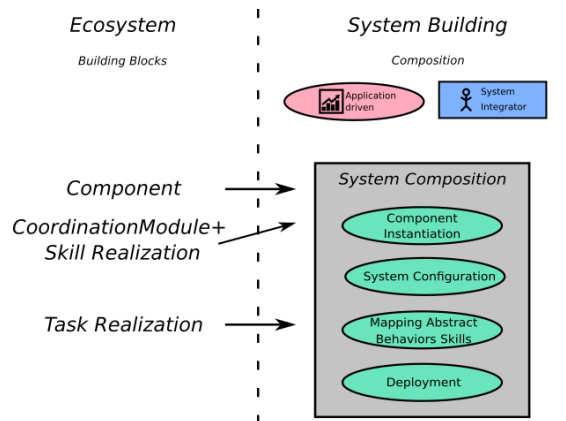 Ecosystem
System Building
Building Blocks
Composition
Application
driven
System
Integrator
Component
CoordinationModule+
Skill Realization
Task Realization
System Composition
Component
Instantiation
System Configuration
Mapping Abstract
Behaviors Skills
Deployment